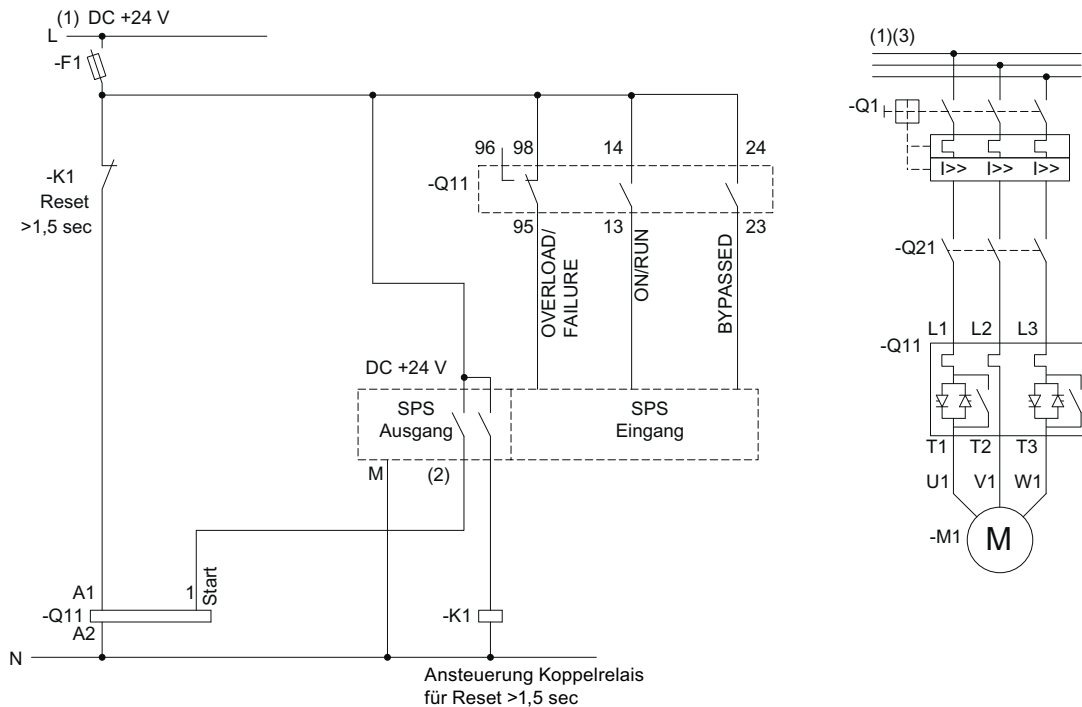 (1) DC +24 V
L
-F1
-K1
Reset
>1,5 sec
96 98 14 24
-Q11
95 13 23
OVERLOAD/
FAILURE
ON/RUN
BYPASSED
DC +24 V
SPS
Ausgang
SPS
Eingang
M (2)
A1 1
Start
-Q11
A2
-K1
N
Ansteuerung Koppelrelais
für Reset >1,5 sec
(1)(3)
-Q1
I>> I>> I>>
-Q21
L1 L2 L3
-Q11
T1 T2 T3
U1 V1 W1
-M1
M